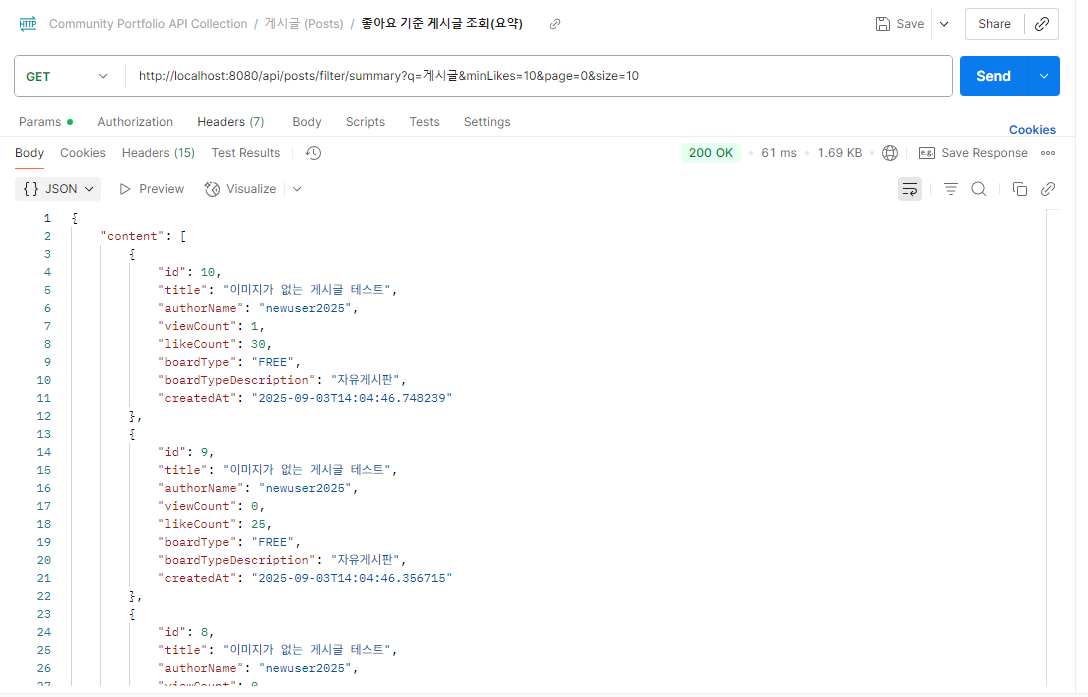 HTTP Community Portfolio API Collection / 게시글 (Posts) / 좋아요 기준 게시글 조회(요약) Save Share
GET http://localhost:8080/api/posts/filter/summary?q=게시글&minLikes=10&page=0&size=10 Send
Params Authorization Headers (7) Body Scripts Tests Settings Cookies
Body Cookies Headers (15) Test Results 200 OK 61 ms 1.69 KB e.g. Save Response
{} JSON Preview Visualize
1 {
2 "content": [
3 {
4 "id": 10,
5 "title": "이미지가 없는 게시글 테스트",
6 "authorName": "newuser2025",
7 "viewCount": 1,
8 "likeCount": 30,
9 "boardType": "FREE",
10 "boardTypeDescription": "자유게시판",
11 "createdAt": "2025-09-03T14:04:46.748239"
12 },
13 {
14 "id": 9,
15 "title": "이미지가 없는 게시글 테스트",
16 "authorName": "newuser2025",
17 "viewCount": 0,
18 "likeCount": 25,
19 "boardType": "FREE",
20 "boardTypeDescription": "자유게시판",
21 "createdAt": "2025-09-03T14:04:46.356715"
22 },
23 {
24 "id": 8,
25 "title": "이미지가 없는 게시글 테스트",
26 "authorName": "newuser2025",
27 "viewCount": 0